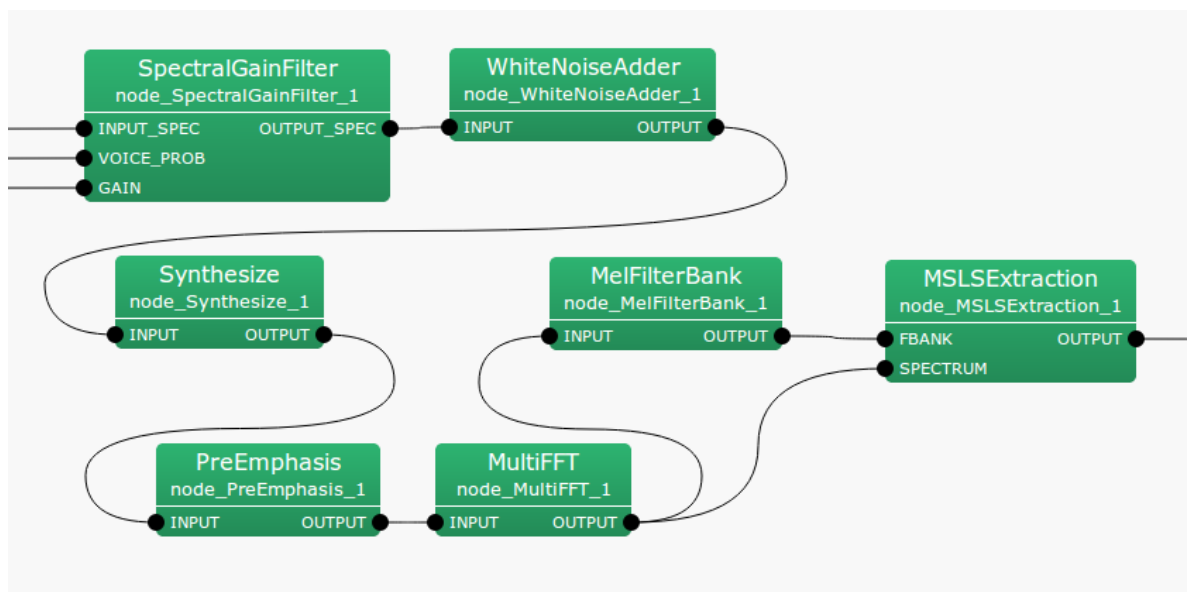 SpectralGainFilter
node_SpectralGainFilter_1
INPUT_SPEC OUTPUT_SPEC
VOICE_PROB
GAIN
WhiteNoiseAdder
node_WhiteNoiseAdder_1
INPUT OUTPUT
Synthesize
node_Synthesize_1
INPUT OUTPUT
MelFilterBank
node_MelFilterBank_1
INPUT OUTPUT
MSLSExtraction
node_MSLSExtraction_1
FBANK OUTPUT
SPECTRUM
PreEmphasis
node_PreEmphasis_1
INPUT OUTPUT
MultiFFT
node_MultiFFT_1
INPUT OUTPUT